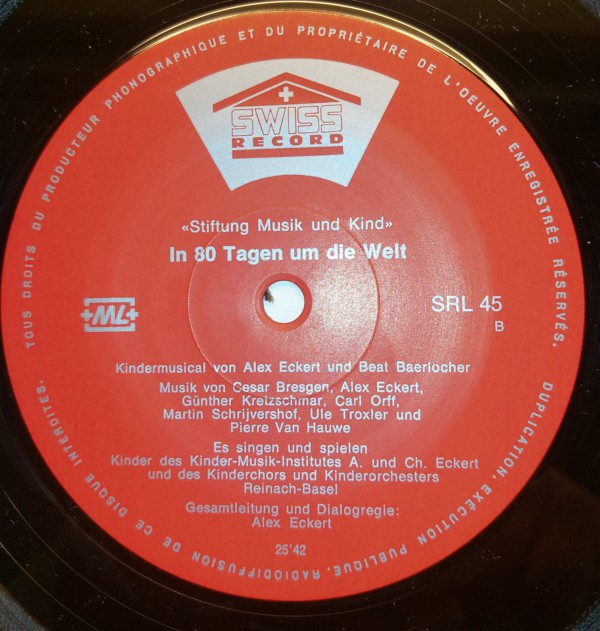 TOUS DROITS DU PRODUCTEUR PHONOGRAPHIQUE ET DU PROPRIÉTAIRE DE L'OEUVRE ENREGISTRÉE RÉSERVÉS. DUPLICATION, EXÉCUTION PUBLIQUE, RADIODIFFUSION DE CE DISQUE INTERDITES.
SWISS
RECORD
«Stiftung Musik und Kind»
In 80 Tagen um die Welt
ML
SRL 45
B
Kindermusical von Alex Eckert und Beat Baerlocher
Musik von Cesar Bresgen, Alex Eckert,
Günther Kretzschmar, Carl Orff,
Martin Schrijvershof, Ule Troxler und
Pierre Van Hauwe
Es singen und spielen
Kinder des Kinder-Musik-Institutes A. und Ch. Eckert
und des Kinderchors und Kinderorchesters
Reinach-Basel
Gesamtleitung und Dialogregie:
Alex Eckert
25'42